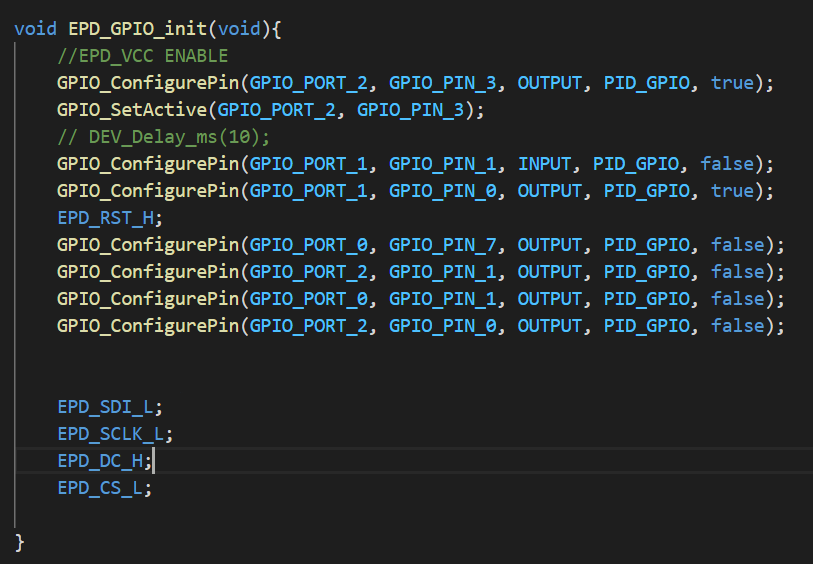 void EPD_GPIO_init(void){
//EPD_VCC ENABLE
GPIO_ConfigurePin(GPIO_PORT_2, GPIO_PIN_3, OUTPUT, PID_GPIO, true);
GPIO_SetActive(GPIO_PORT_2, GPIO_PIN_3);
// DEV_Delay_ms(10);
GPIO_ConfigurePin(GPIO_PORT_1, GPIO_PIN_1, INPUT, PID_GPIO, false);
GPIO_ConfigurePin(GPIO_PORT_1, GPIO_PIN_0, OUTPUT, PID_GPIO, true);
EPD_RST_H;
GPIO_ConfigurePin(GPIO_PORT_0, GPIO_PIN_7, OUTPUT, PID_GPIO, false);
GPIO_ConfigurePin(GPIO_PORT_2, GPIO_PIN_1, OUTPUT, PID_GPIO, false);
GPIO_ConfigurePin(GPIO_PORT_0, GPIO_PIN_1, OUTPUT, PID_GPIO, false);
GPIO_ConfigurePin(GPIO_PORT_2, GPIO_PIN_0, OUTPUT, PID_GPIO, false);
EPD_SDI_L;
EPD_SCLK_L;
EPD_DC_H;
EPD_CS_L;
}